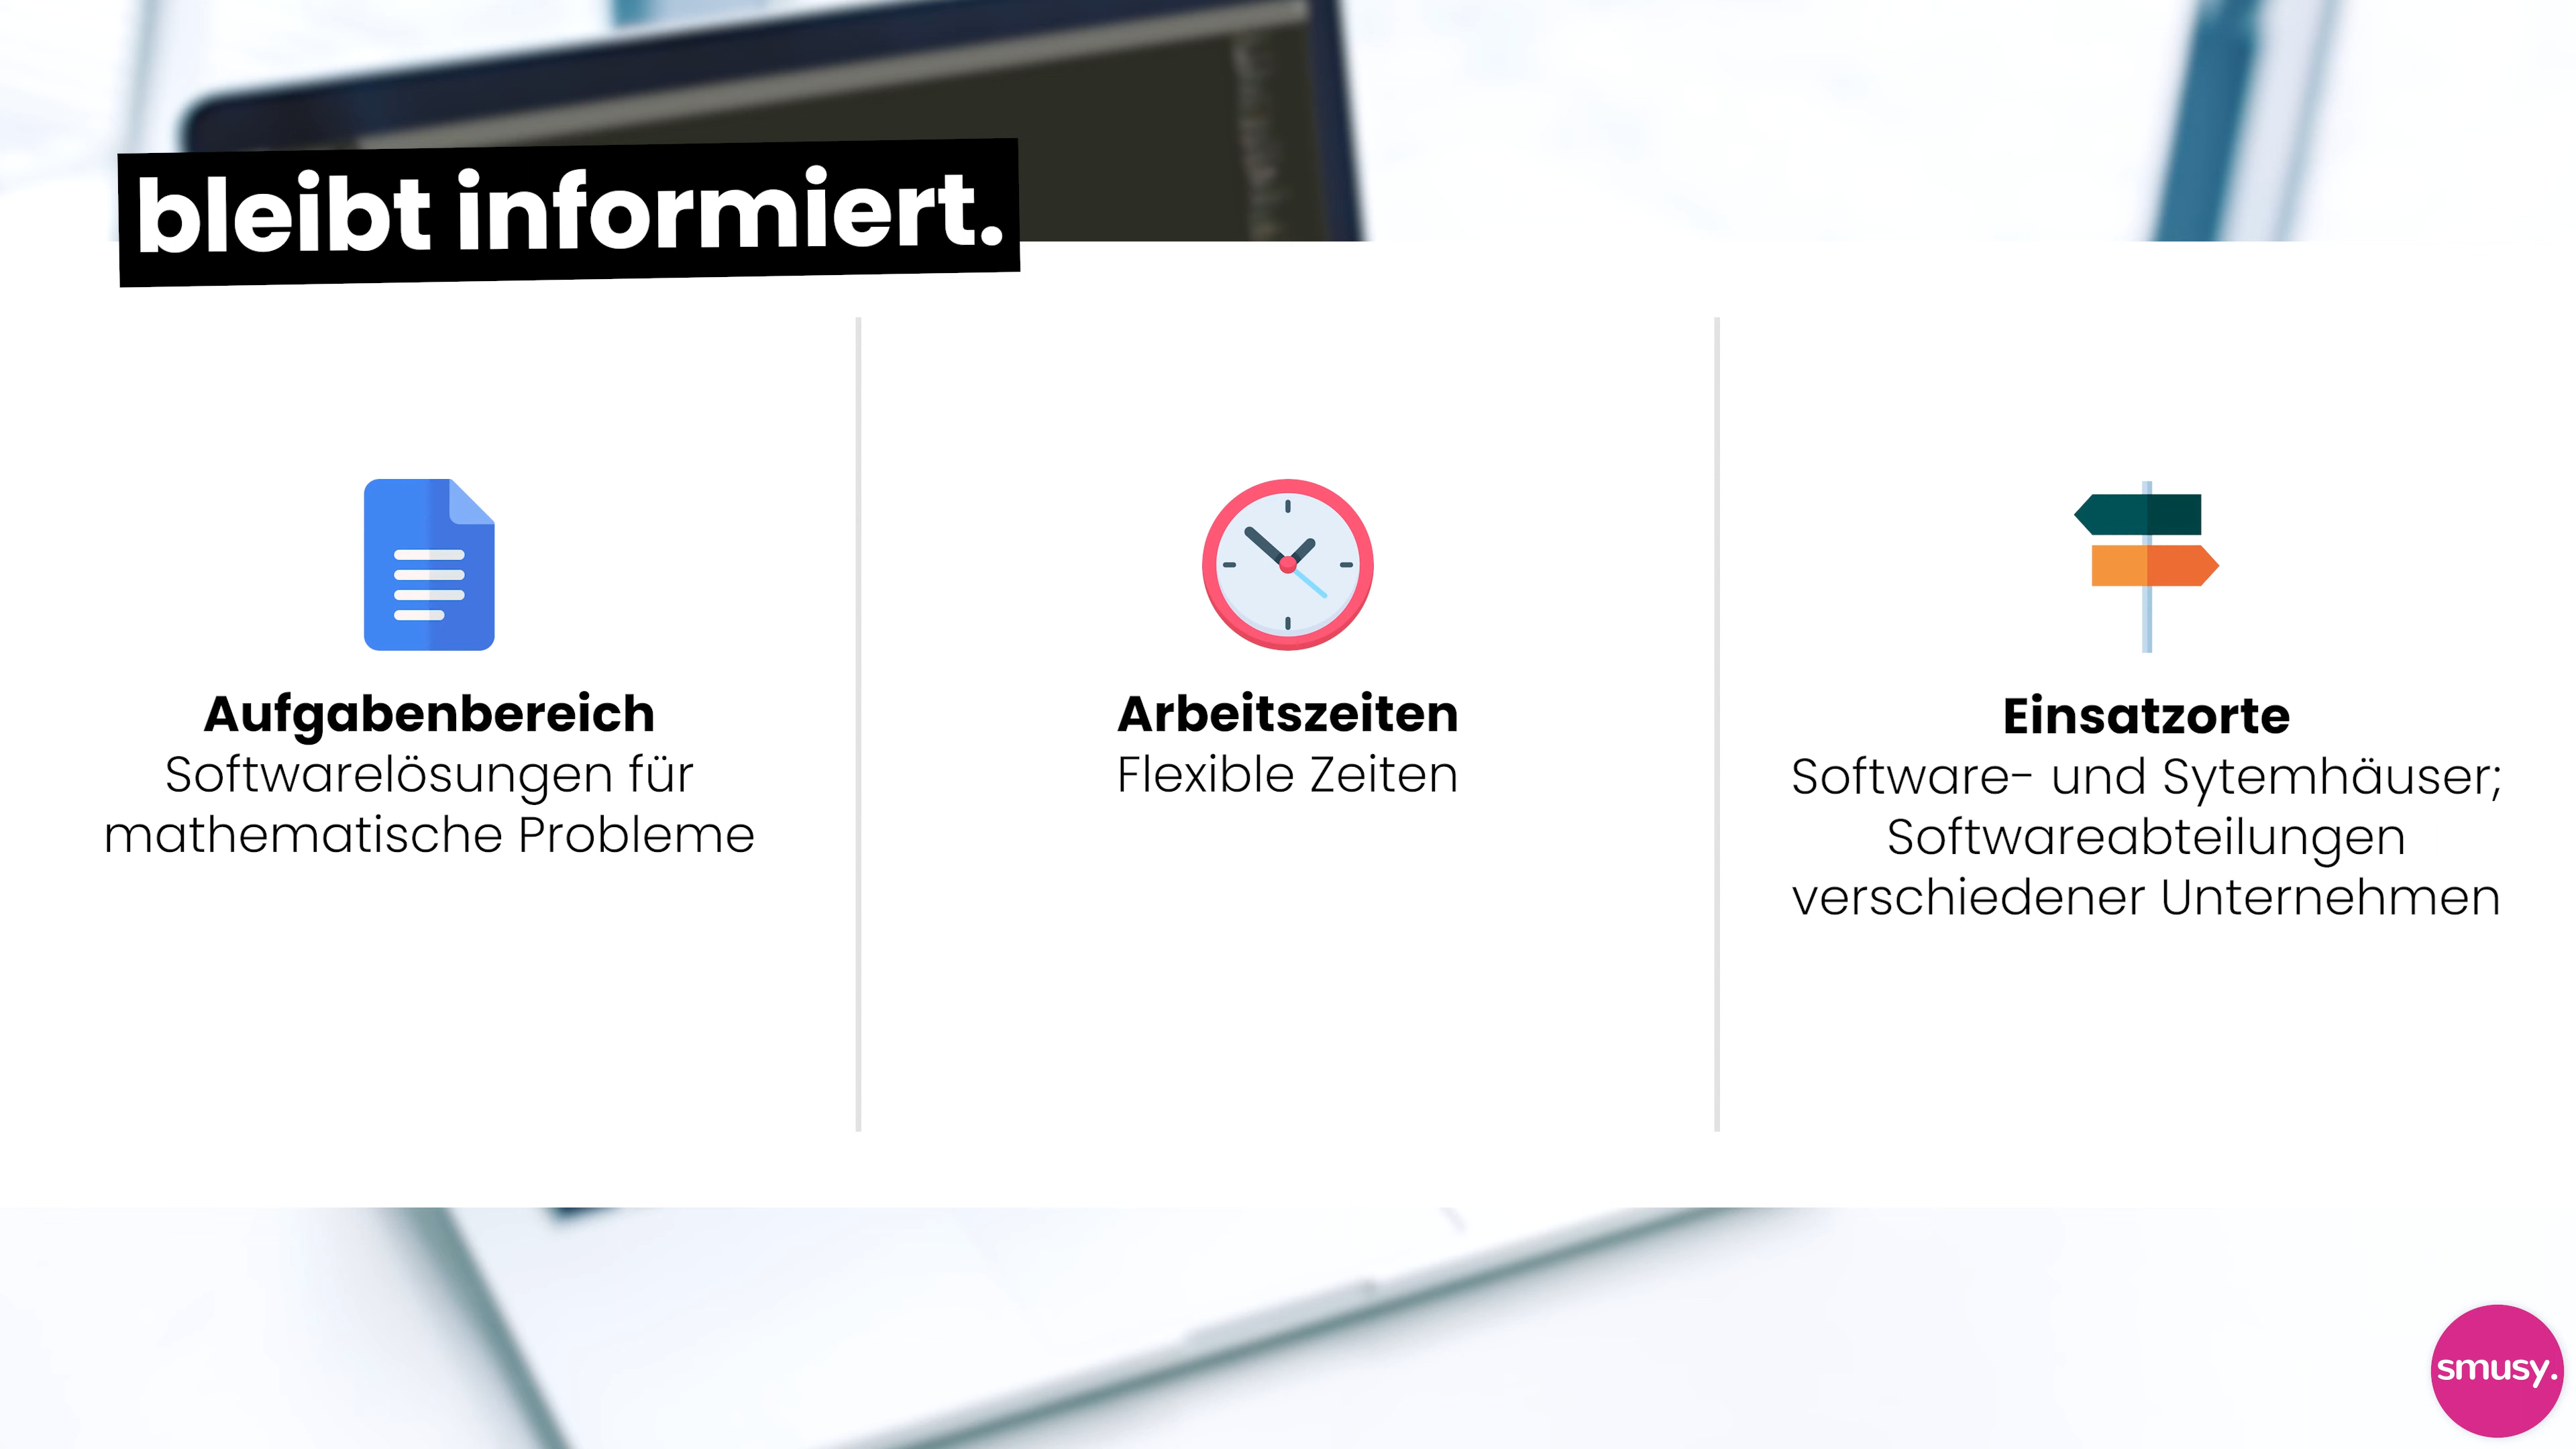 bleibt informiert.
Aufgabenbereich
Softwarelösungen für
mathematische Probleme
Arbeitszeiten
Flexible Zeiten
Einsatzorte
Software- und Sytemhäuser;
Softwareabteilungen
verschiedener Unternehmen
smusy.